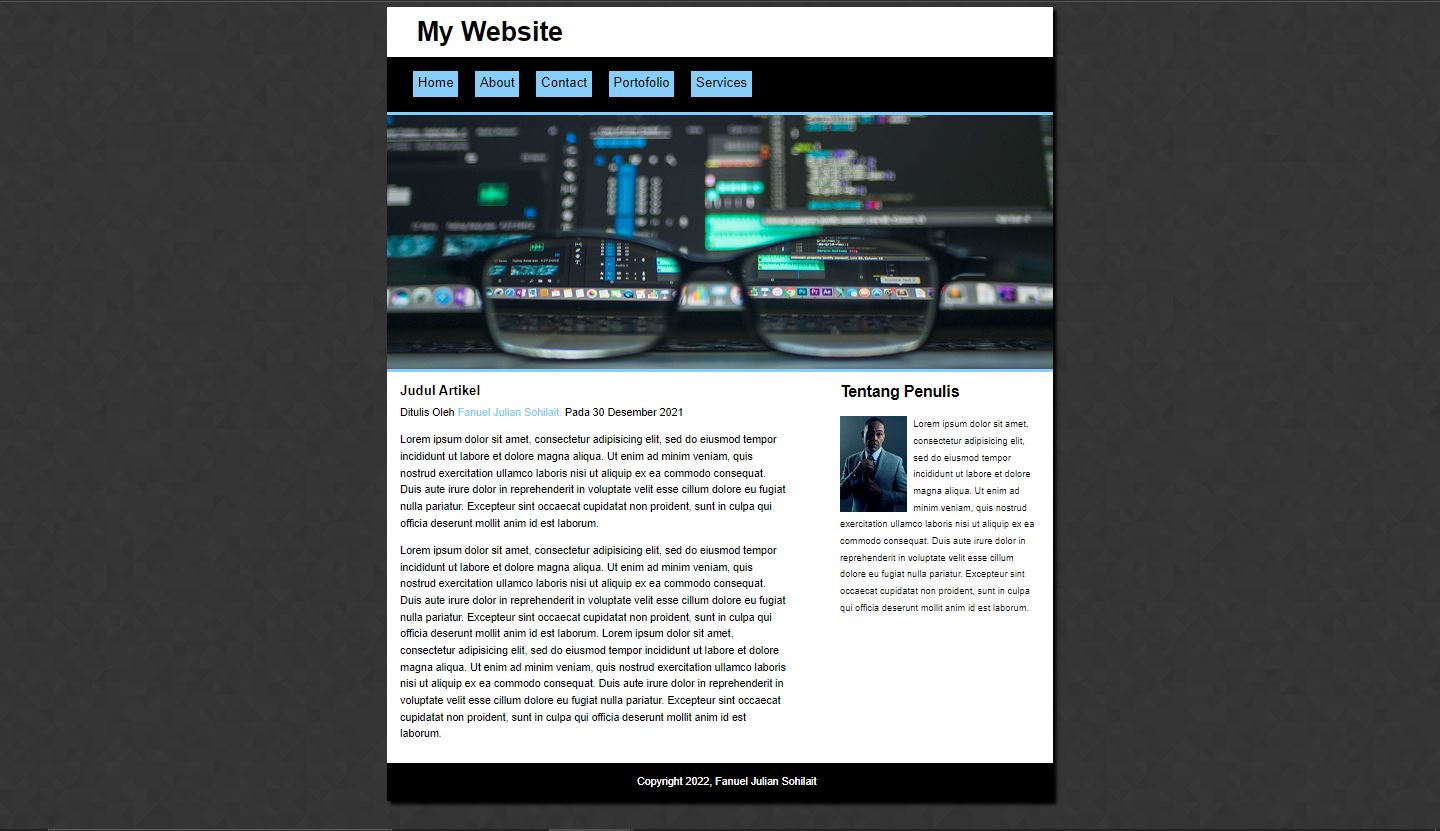 My Website
Home About Contact Portofolio Services
Judul Artikel
Ditulis Oleh Fanuel Julian Sohilait. Pada 30 Desember 2021
Lorem ipsum dolor sit amet, consectetur adipisicing elit, sed do eiusmod tempor
incididunt ut labore et dolore magna aliqua. Ut enim ad minim veniam, quis
nostrud exercitation ullamco laboris nisi ut aliquip ex ea commodo consequat.
Duis aute irure dolor in reprehenderit in voluptate velit esse cillum dolore eu fugiat
nulla pariatur. Excepteur sint occaecat cupidatat non proident, sunt in culpa qui
officia deserunt mollit anim id est laborum.
Lorem ipsum dolor sit amet, consectetur adipisicing elit, sed do eiusmod tempor
incididunt ut labore et dolore magna aliqua. Ut enim ad minim veniam, quis
nostrud exercitation ullamco laboris nisi ut aliquip ex ea commodo consequat.
Duis aute irure dolor in reprehenderit in voluptate velit esse cillum dolore eu fugiat
nulla pariatur. Excepteur sint occaecat cupidatat non proident, sunt in culpa qui
officia deserunt mollit anim id est laborum. Lorem ipsum dolor sit amet,
consectetur adipisicing elit, sed do eiusmod tempor incididunt ut labore et dolore
magna aliqua. Ut enim ad minim veniam, quis nostrud exercitation ullamco laboris
nisi ut aliquip ex ea commodo consequat. Duis aute irure dolor in reprehenderit in
voluptate velit esse cillum dolore eu fugiat nulla pariatur. Excepteur sint occaecat
cupidatat non proident, sunt in culpa qui officia deserunt mollit anim id est
laborum.
Tentang Penulis
Lorem ipsum dolor sit amet,
consectetur adipisicing elit,
sed do eiusmod tempor
incididunt ut labore et dolore
magna aliqua. Ut enim ad
minim veniam, quis nostrud
exercitation ullamco laboris nisi ut aliquip ex ea
commodo consequat. Duis aute irure dolor in
reprehenderit in voluptate velit esse cillum
dolore eu fugiat nulla pariatur. Excepteur sint
occaecat cupidatat non proident, sunt in culpa
qui officia deserunt mollit anim id est laborum.
Copyright 2022, Fanuel Julian Sohilait